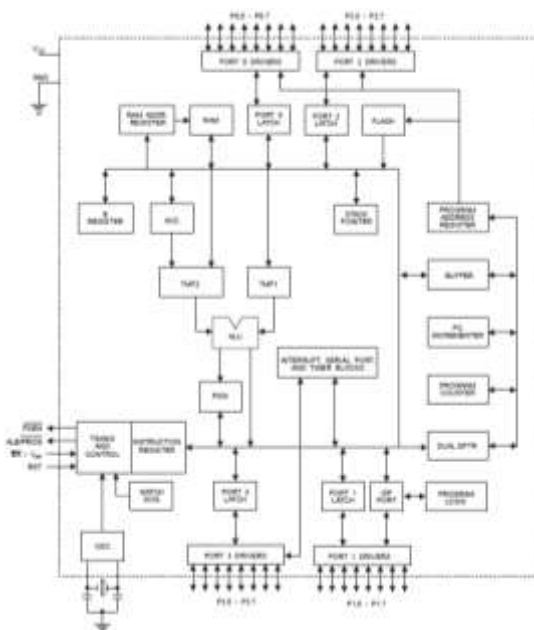 P0.0 - P0.7
P2.0 - P2.7
V
GND
PORT 0 DRIVERS
PORT 2 DRIVERS
RAM ADDR.
REGISTER
RAM
PORT 0
LATCH
PORT 2
LATCH
FLASH
B
REGISTER
ACC
STACK
POINTER
PROGRAM
ADDRESS
REGISTER
TMP2
TMP1
BUFFER
ALU
PC
INCREMENTER
INTERRUPT, SERIAL PORT,
AND TIMER BLOCKS
PSW
PROGRAM
COUNTER
PSEN
ALE/PROG
EA / V
RST
TIMING
AND
CONTROL
INSTRUCTION
REGISTER
DUAL DPTR
WATCH
DOG
PORT 3
LATCH
PORT 1
LATCH
ISP
PORT
PROGRAM
LOGIC
OSC
PORT 3 DRIVERS
PORT 1 DRIVERS
P3.0 - P3.7
P1.0 - P1.7